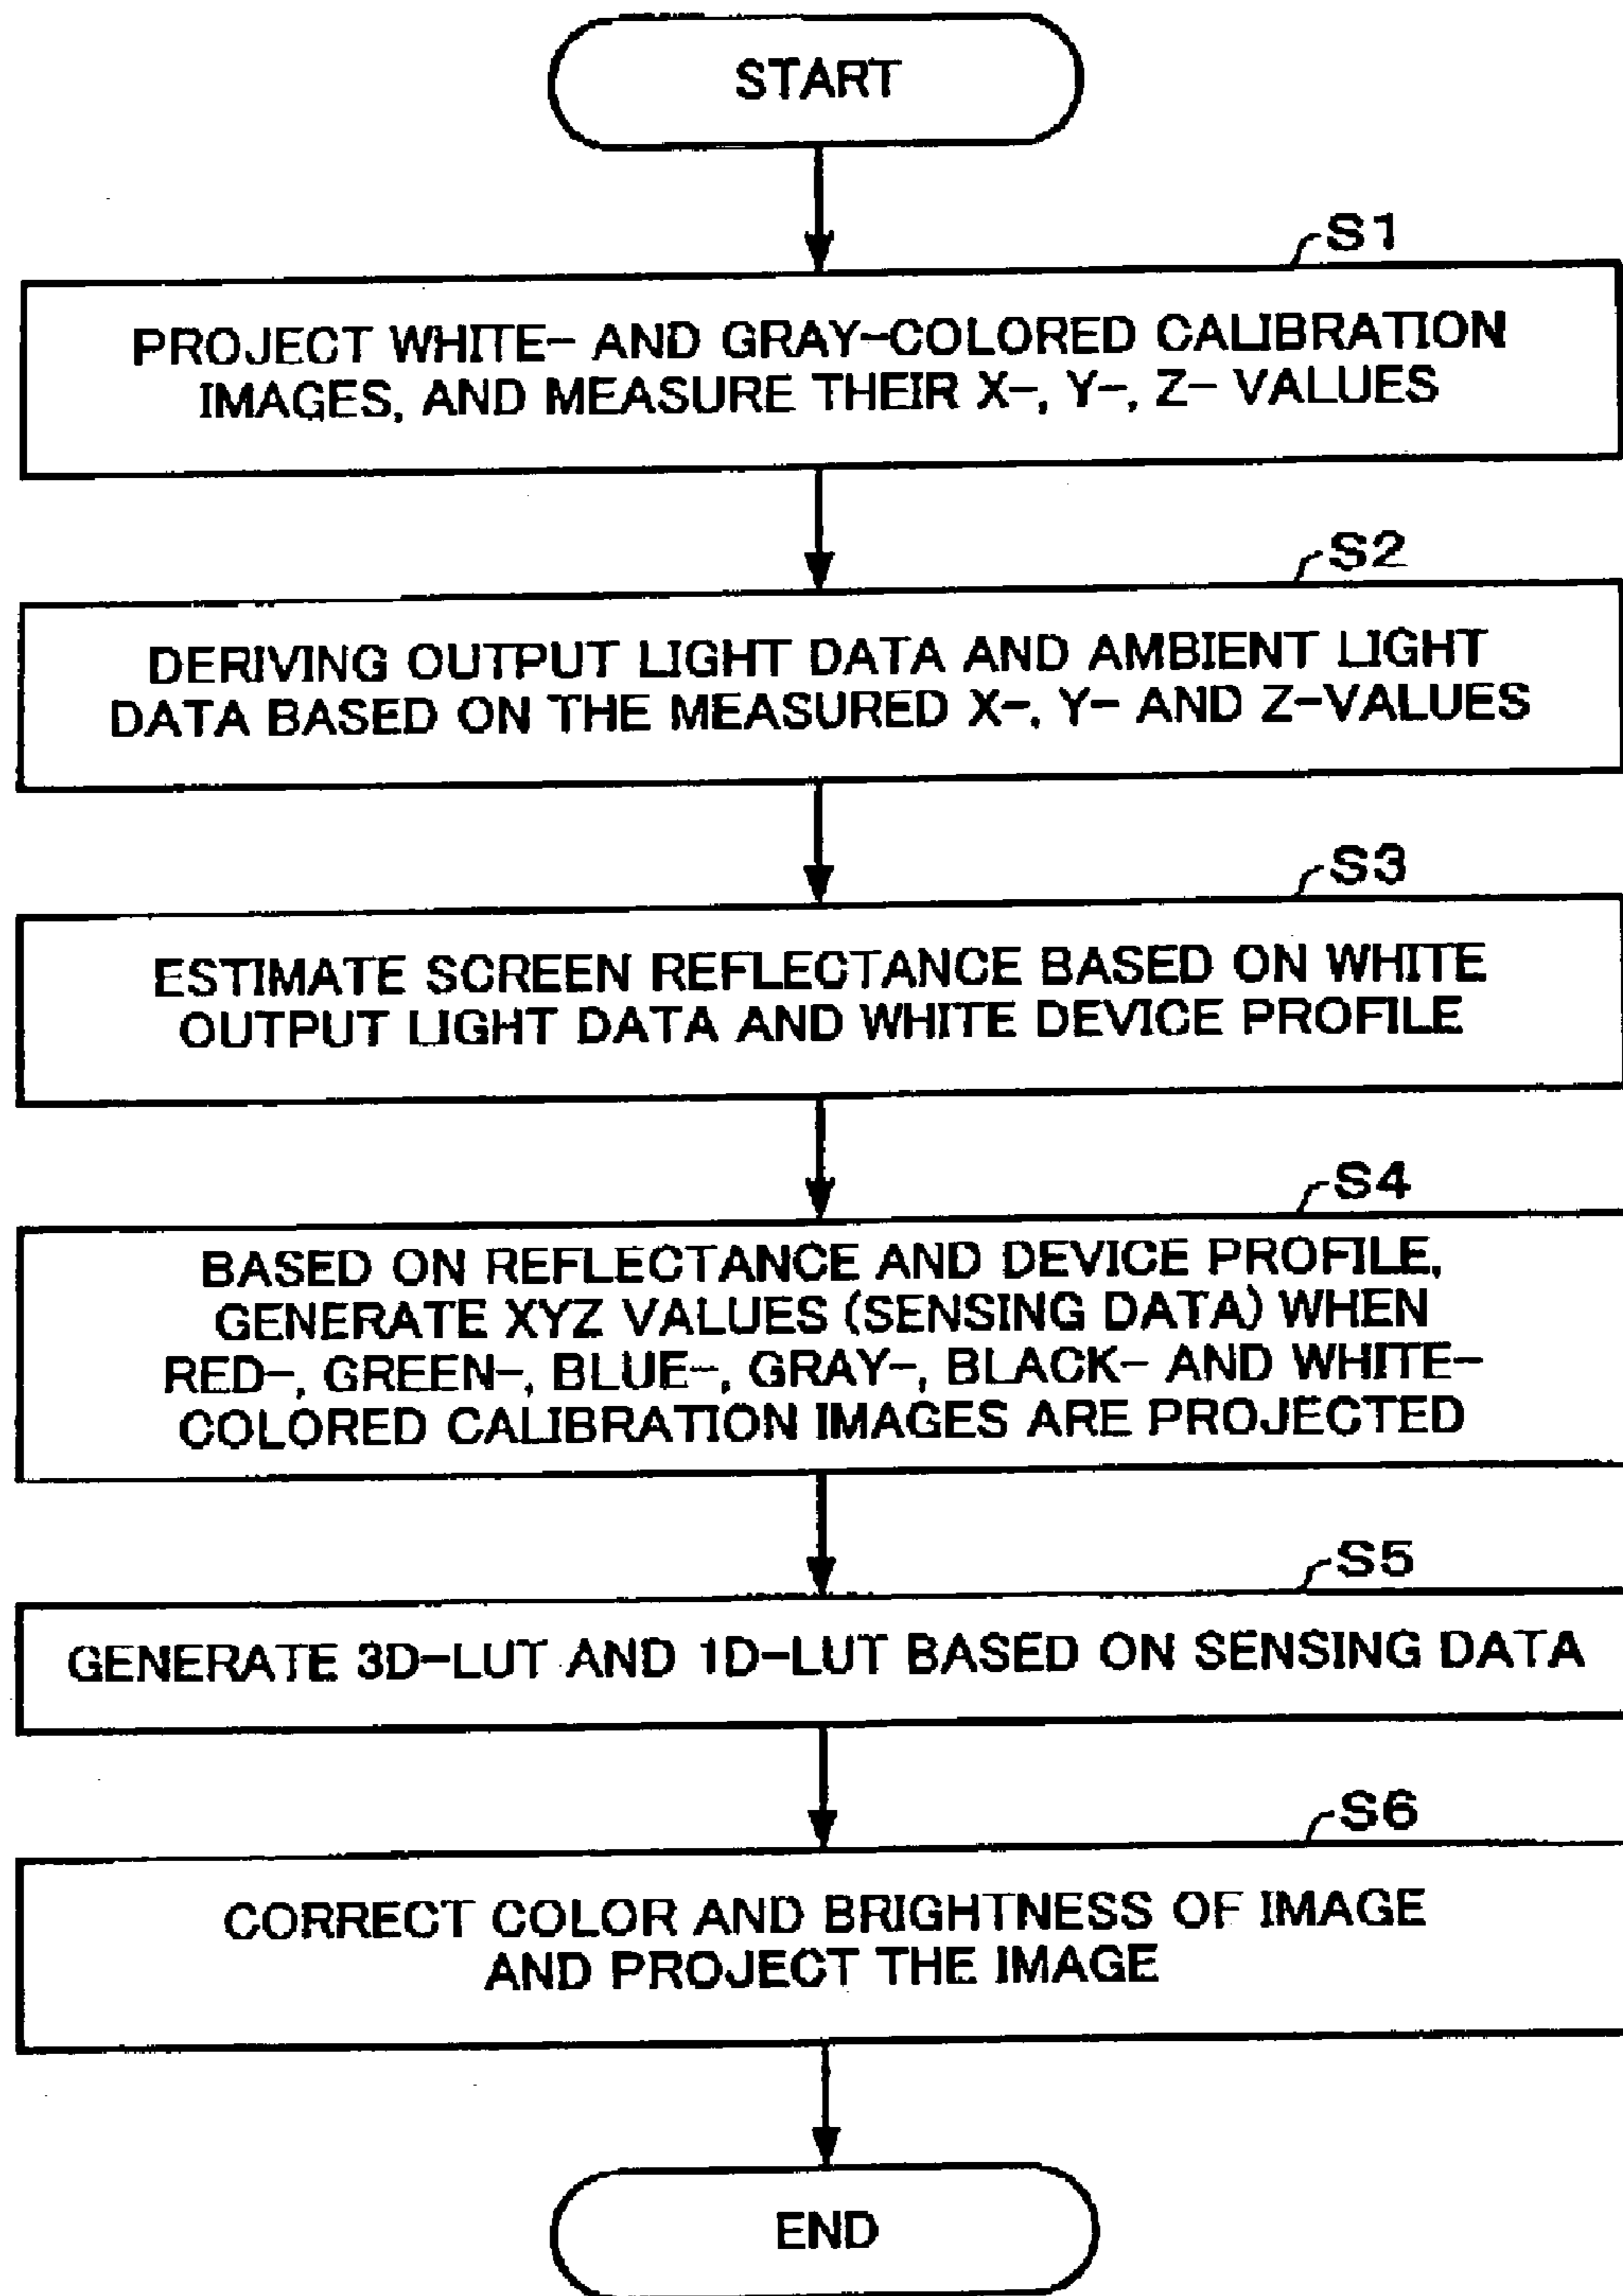 START
S1
PROJECT WHITE- AND GRAY-COLORED CALIBRATION
IMAGES, AND MEASURE THEIR X-, Y-, Z- VALUES
S2
DERIVING OUTPUT LIGHT DATA AND AMBIENT LIGHT
DATA BASED ON THE MEASURED X-, Y- AND Z-VALUES
S3
ESTIMATE SCREEN REFLECTANCE BASED ON WHITE
OUTPUT LIGHT DATA AND WHITE DEVICE PROFILE
S4
BASED ON REFLECTANCE AND DEVICE PROFILE,
GENERATE XYZ VALUES (SENSING DATA) WHEN
RED-, GREEN-, BLUE-, GRAY-, BLACK- AND WHITE-
COLORED CALIBRATION IMAGES ARE PROJECTED
S5
GENERATE 3D-LUT AND 1D-LUT BASED ON SENSING DATA
S6
CORRECT COLOR AND BRIGHTNESS OF IMAGE
AND PROJECT THE IMAGE
END